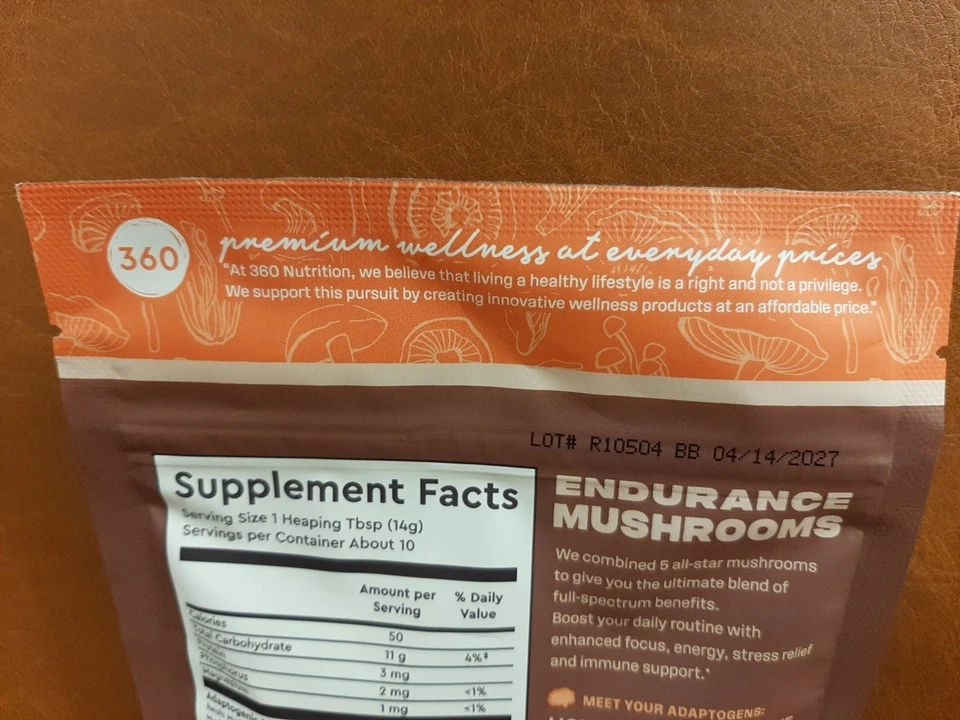 360
premium wellness at everyday prices
"At 360 Nutrition, we believe that living a healthy lifestyle is a right and not a privilege.
We support this pursuit by creating innovative wellness products at an affordable price."
LOT# R10504 BB 04/14/2027
Supplement Facts
Serving Size 1 Heaping Tbsp (14g)
Servings per Container About 10
Amount per Serving
% Daily Value
Calories 50
Total Carbohydrate 11 g 4%‡
Protein 3 mg
Phosphorus 2 mg <1%
Magnesium 1 mg <1%
Adaptogenic
ENDURANCE
MUSHROOMS
We combined 5 all-star mushrooms
to give you the ultimate blend of
full-spectrum benefits.
Boost your daily routine with
enhanced focus, energy, stress relief
and immune support.*
MEET YOUR ADAPTOGENS: